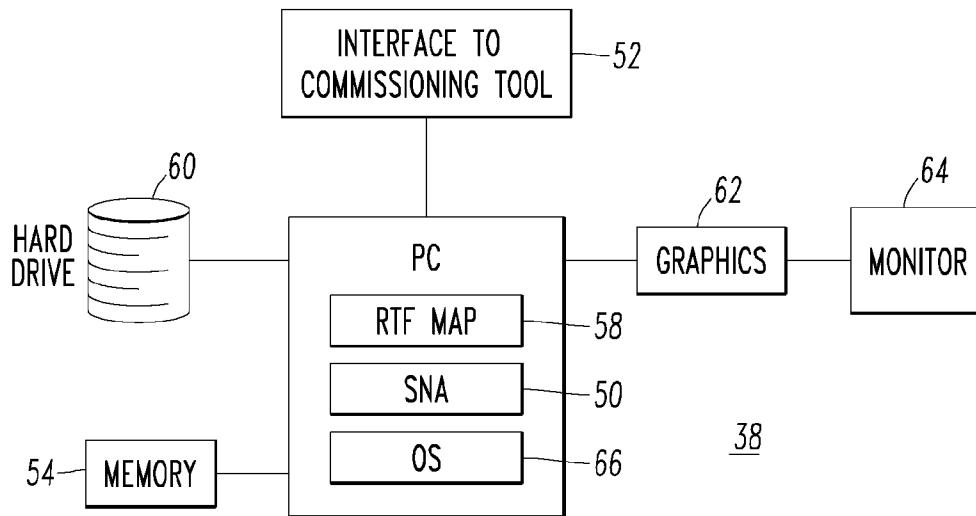 INTERFACE TO
COMMISSIONING TOOL
52
60
HARD
DRIVE
PC
62
GRAPHICS
64
MONITOR
RTF MAP
58
SNA
50
OS
66
54
MEMORY
38